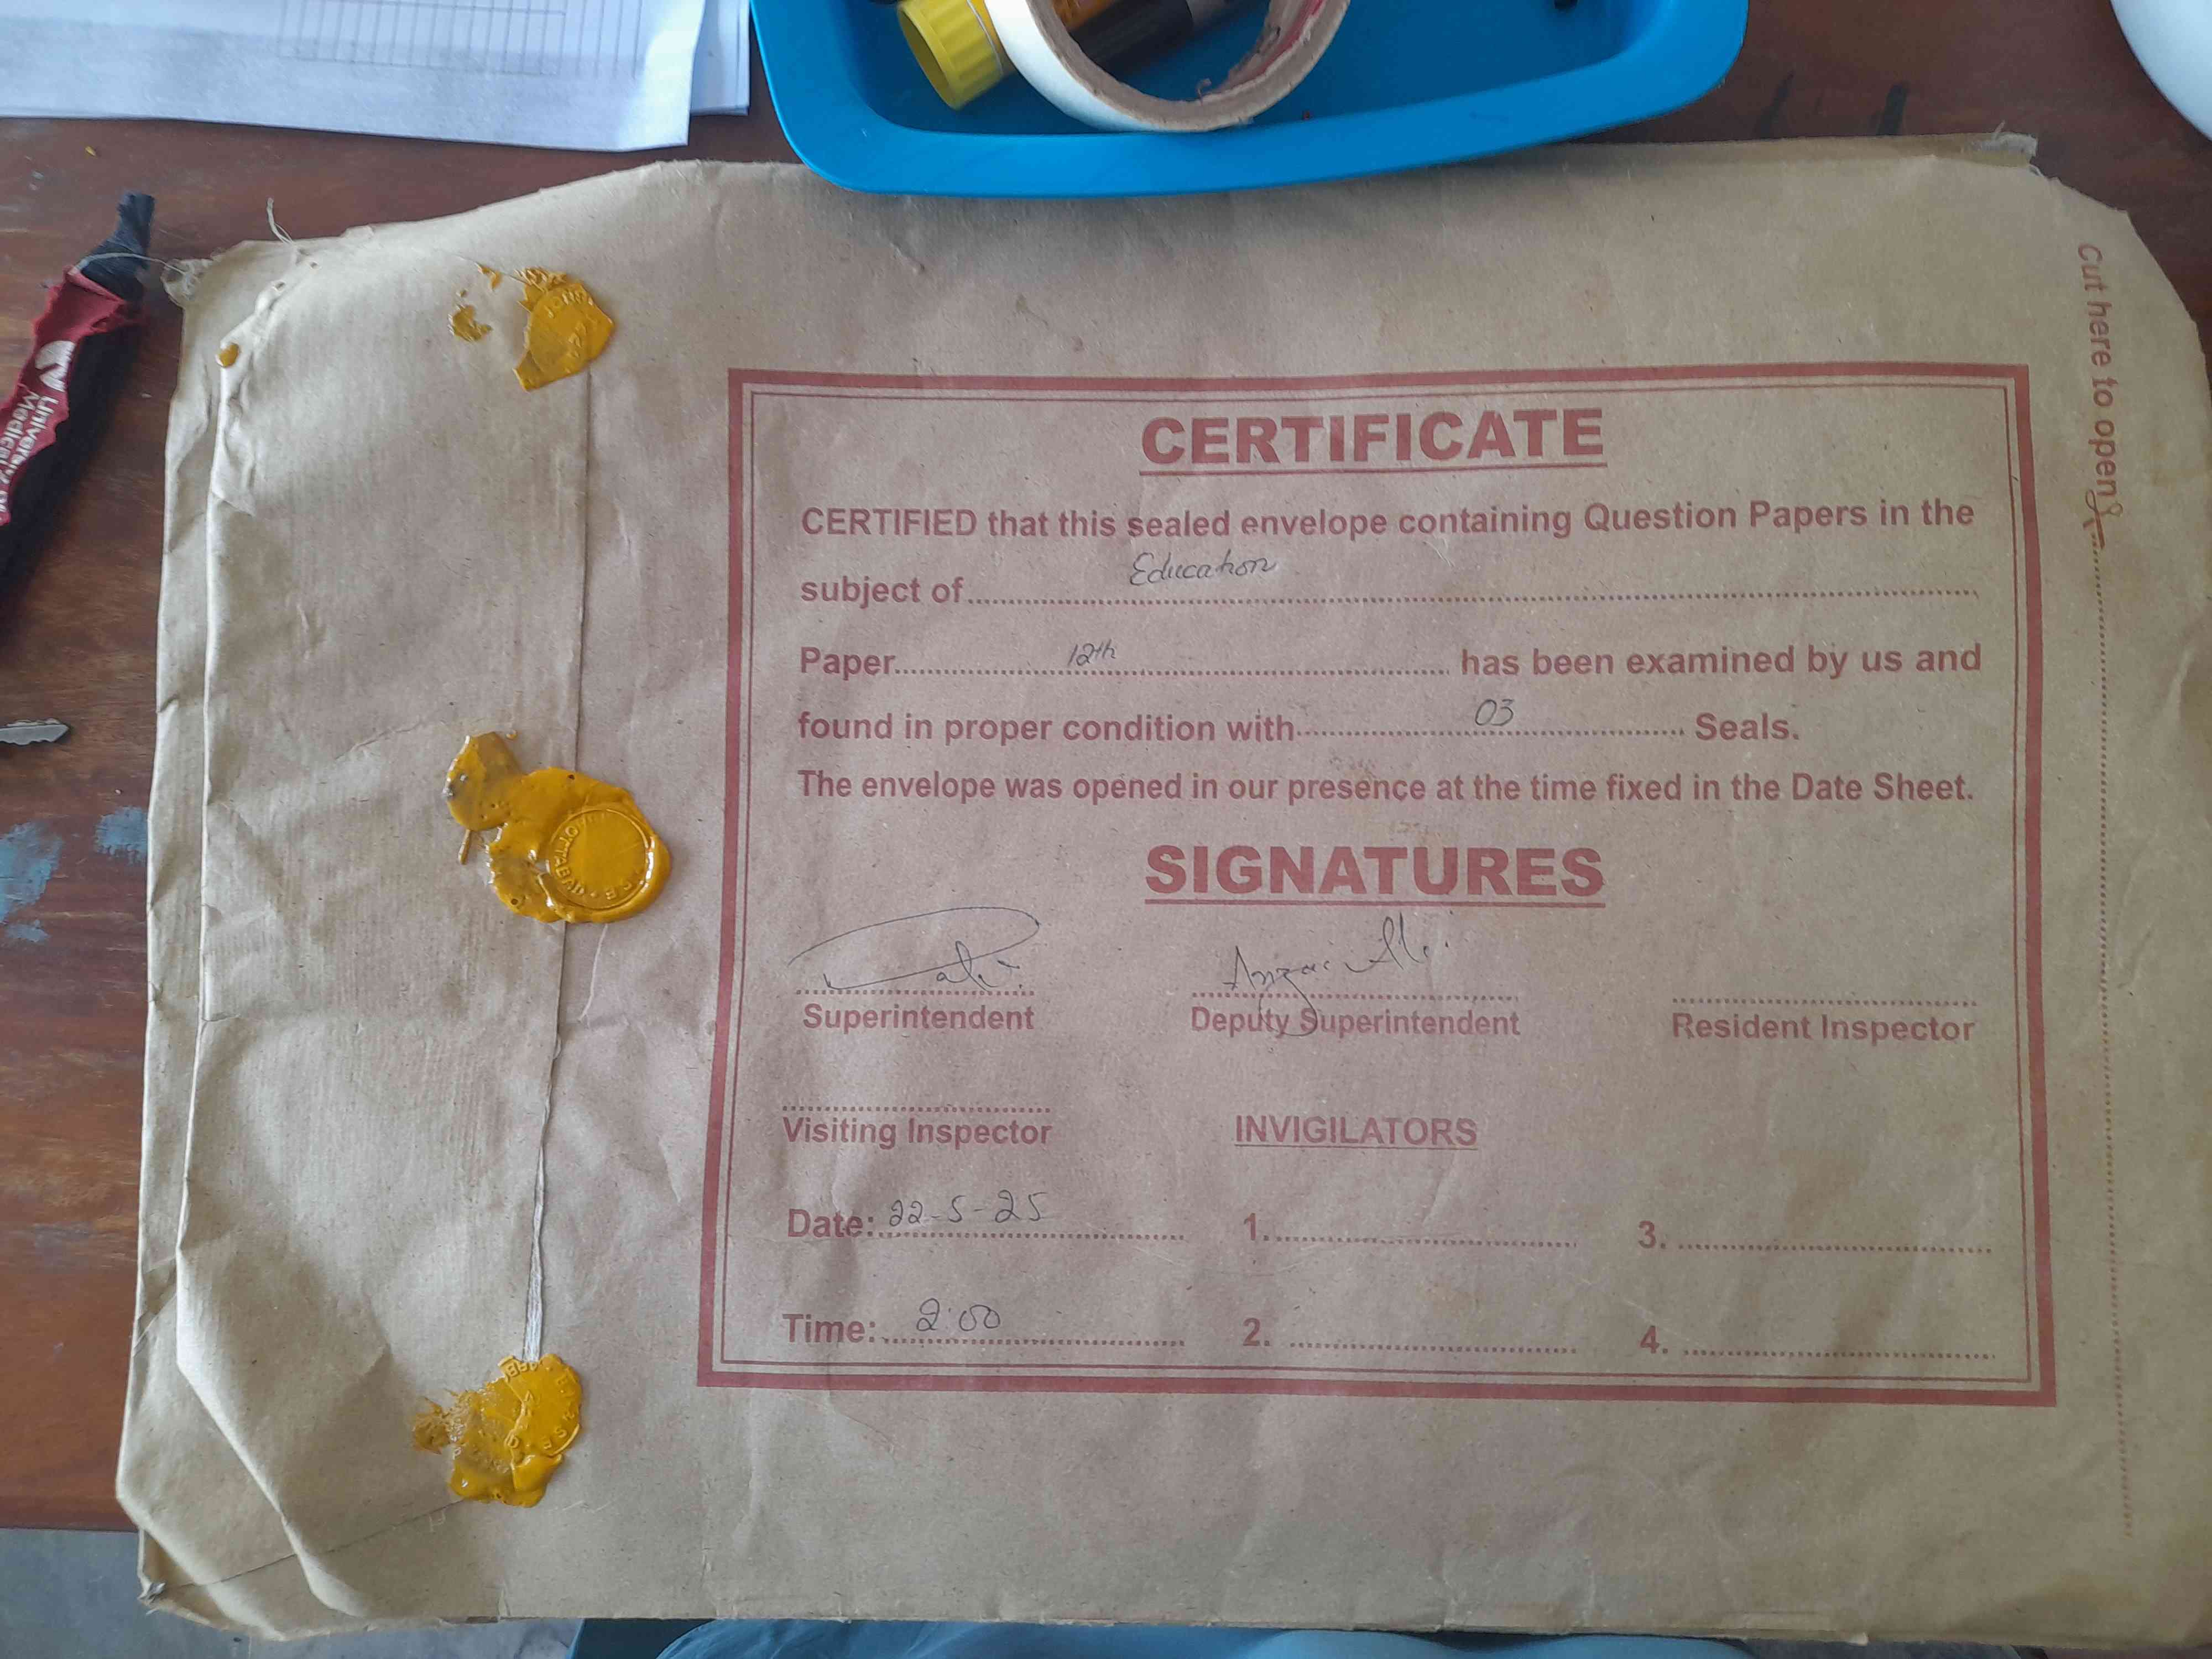 CERTIFICATE
CERTIFIED that this sealed envelope containing Question Papers in the
subject of Education
Paper 12th has been examined by us and
found in proper condition with 03 Seals.
The envelope was opened in our presence at the time fixed in the Date Sheet.
SIGNATURES
Superintendent Deputy Superintendent Resident Inspector
Visiting Inspector INVIGILATORS
Date: 22-5-25 1. 3.
Time: 2:00 2. 4.
Cut here to open